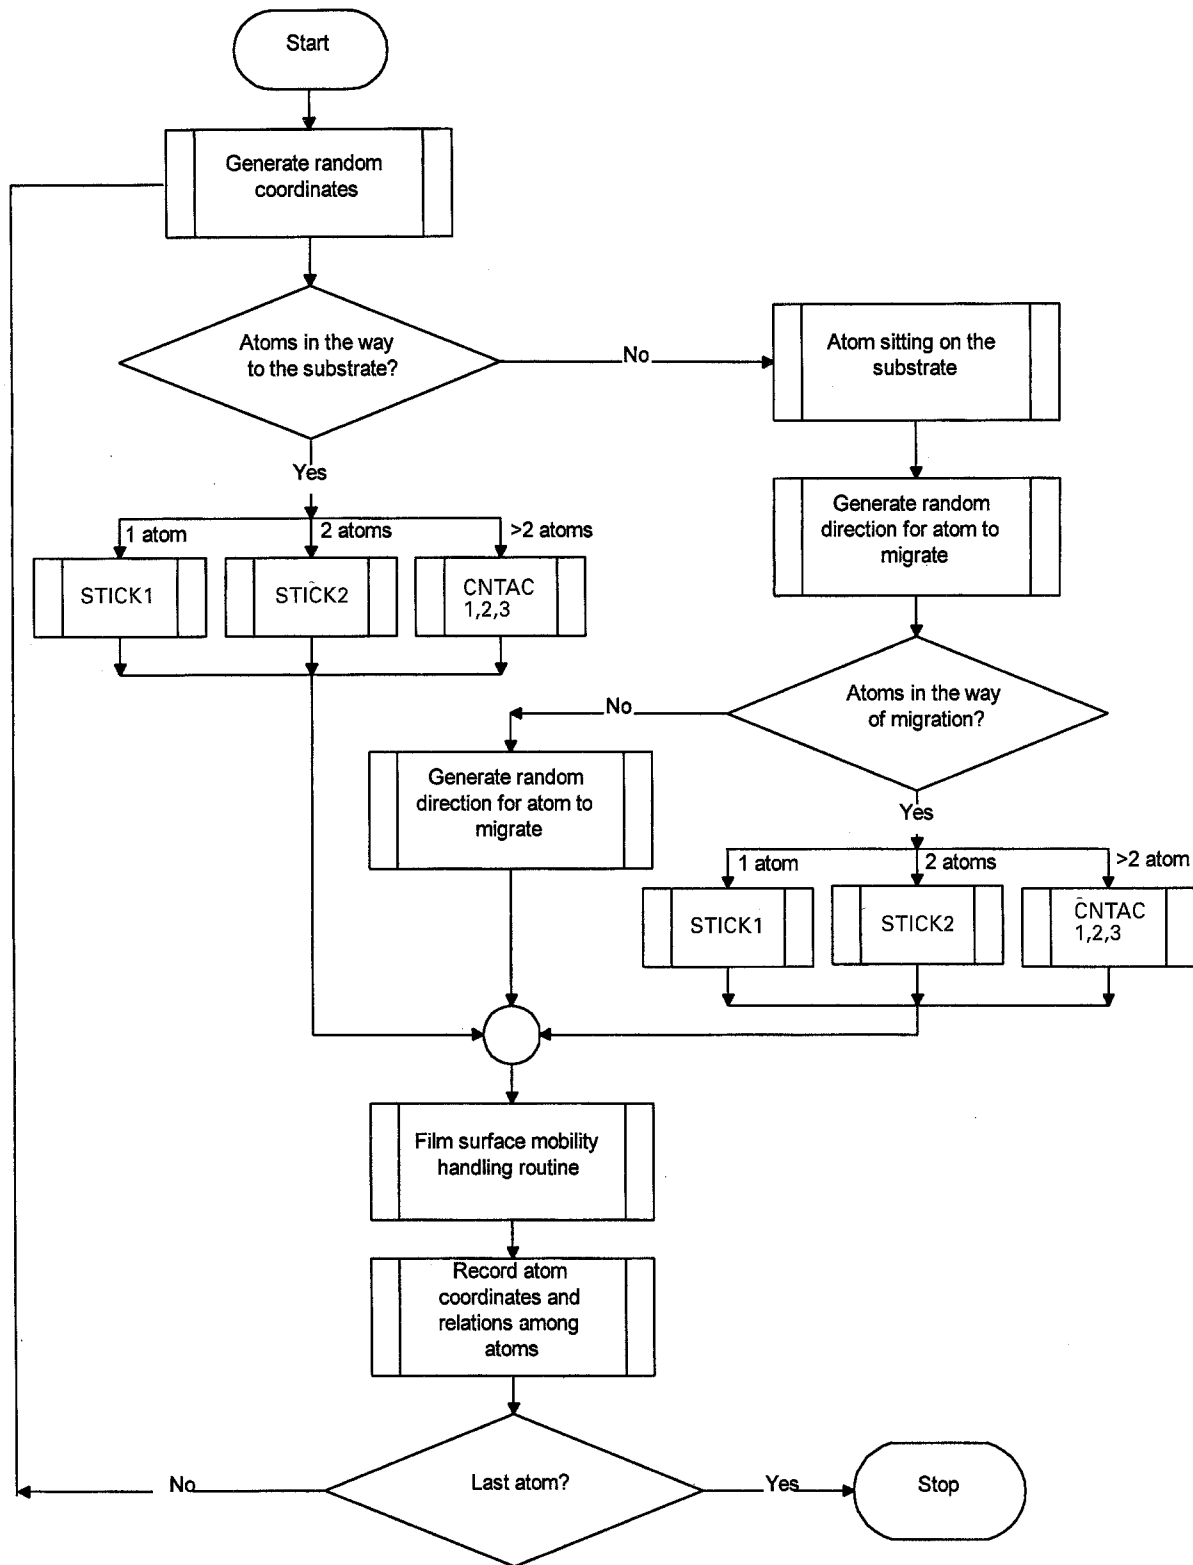 Start
Generate random
coordinates
Atoms in the way
to the substrate?
No
Atom sitting on the
substrate
Yes
1 atom
2 atoms
>2 atoms
STICK1
STICK2
CNTAC
1,2,3
Generate random
direction for atom to
migrate
Atoms in the way
of migration?
No
Generate random
direction for atom to
migrate
Yes
1 atom
2 atoms
>2 atom
STICK1
STICK2
CNTAC
1,2,3
Film surface mobility
handling routine
Record atom
coordinates and
relations among
atoms
Last atom?
No
Yes
Stop